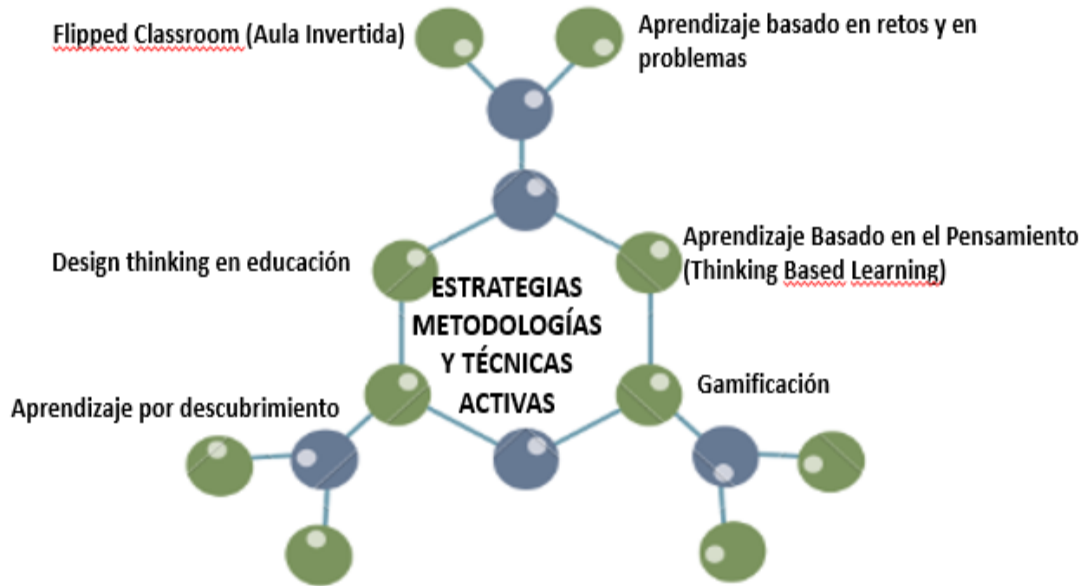 Flipped Classroom (Aula Invertida)
Aprendizaje basado en retos y en
problemas
Design thinking en educación
Aprendizaje Basado en el Pensamiento
(Thinking Based Learning)
ESTRATEGIAS
METODOLOGÍAS
Y TÉCNICAS
ACTIVAS
Gamificación
Aprendizaje por descubrimiento